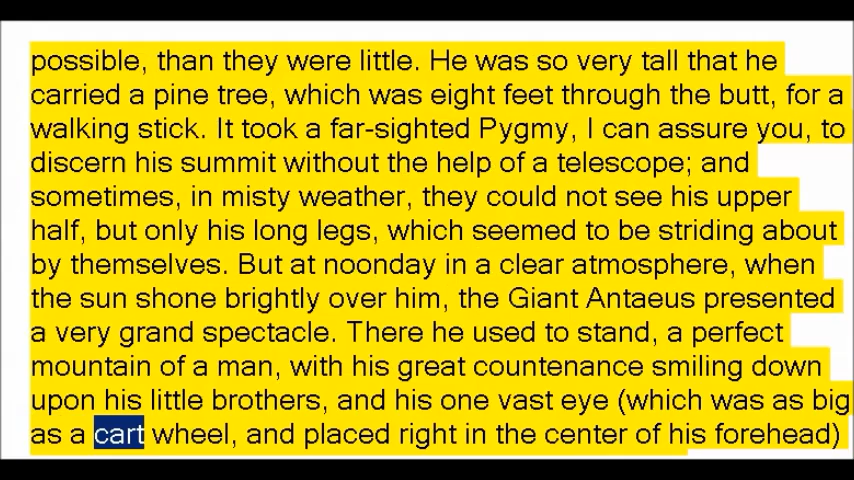 possible, than they were little. He was so very tall that he
carried a pine tree, which was eight feet through the butt, for a
walking stick. It took a far-sighted Pygmy, I can assure you, to
discern his summit without the help of a telescope; and
sometimes, in misty weather, they could not see his upper
half, but only his long legs, which seemed to be striding about
by themselves. But at noonday in a clear atmosphere, when
the sun shone brightly over him, the Giant Antaeus presented
a very grand spectacle. There he used to stand, a perfect
mountain of a man, with his great countenance smiling down
upon his little brothers, and his one vast eye (which was as big
as a cart wheel, and placed right in the center of his forehead)